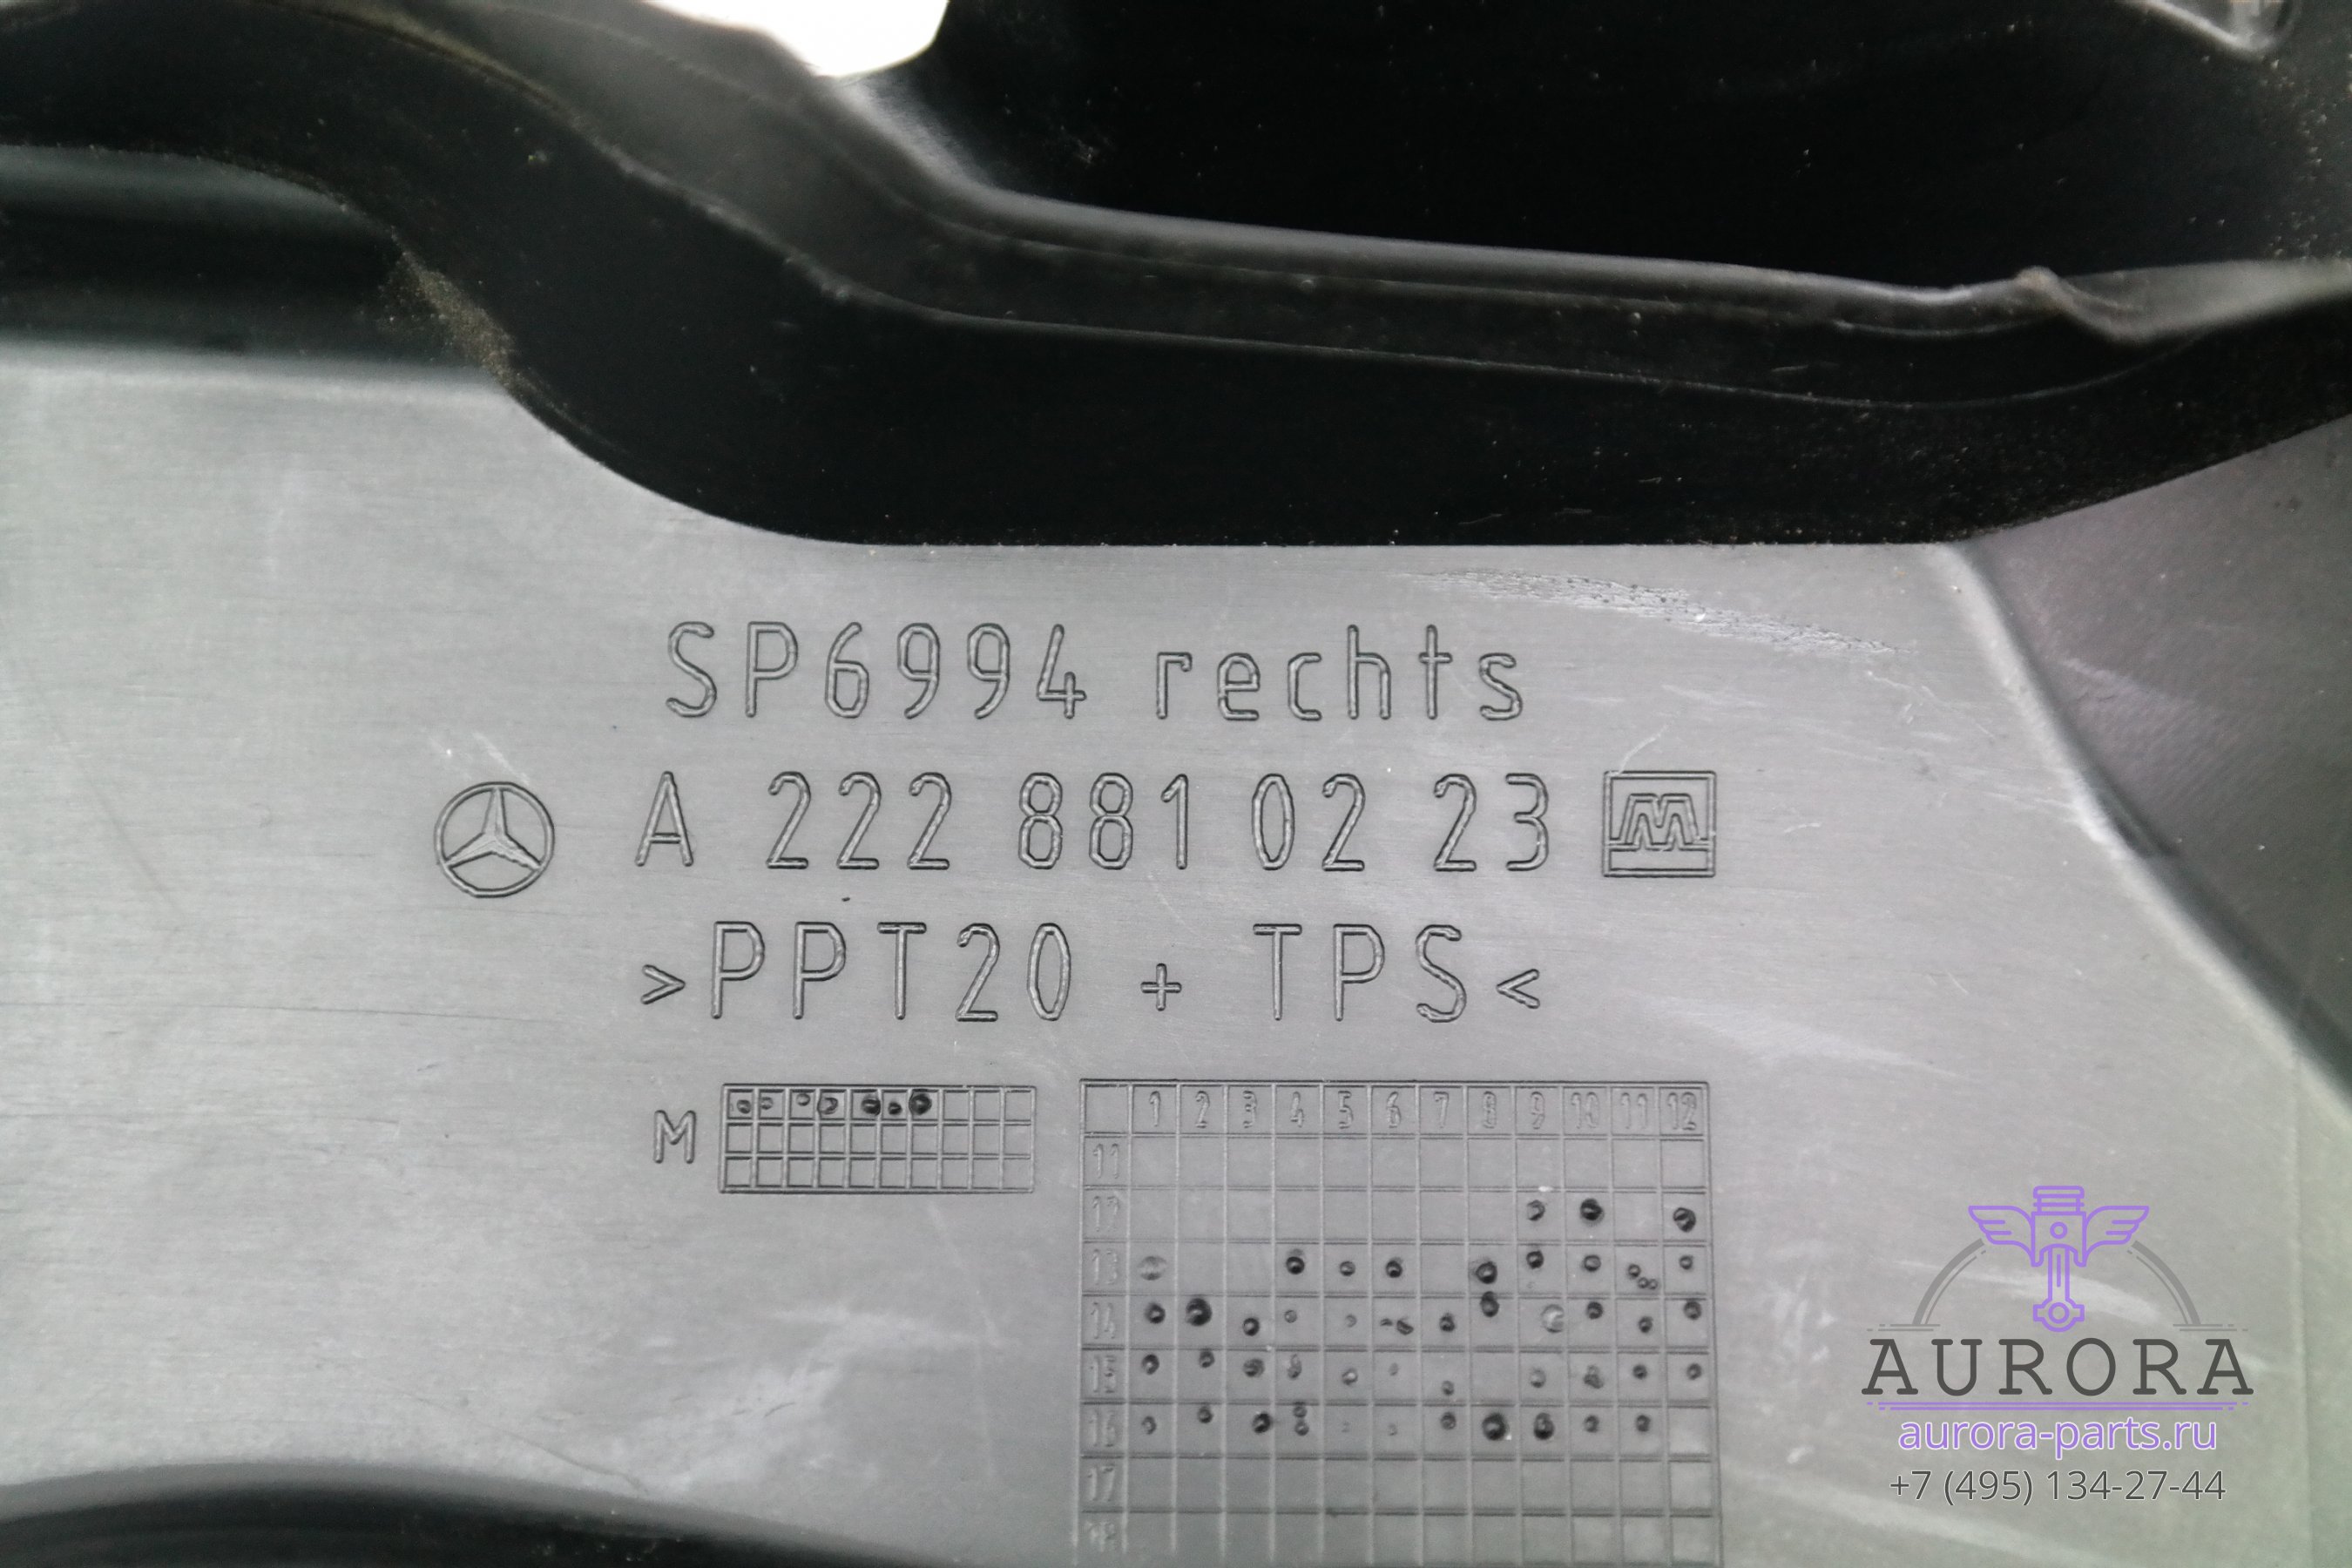 SP6994 rechts
A 222 881 02 23
>PPT20 + TPS<
M
1 2 3 4 5 6 7 8 9 10 11 12
11
12
13
14
15
16
17
18
AURORA
aurora-parts.ru
+7 (495) 134-27-44